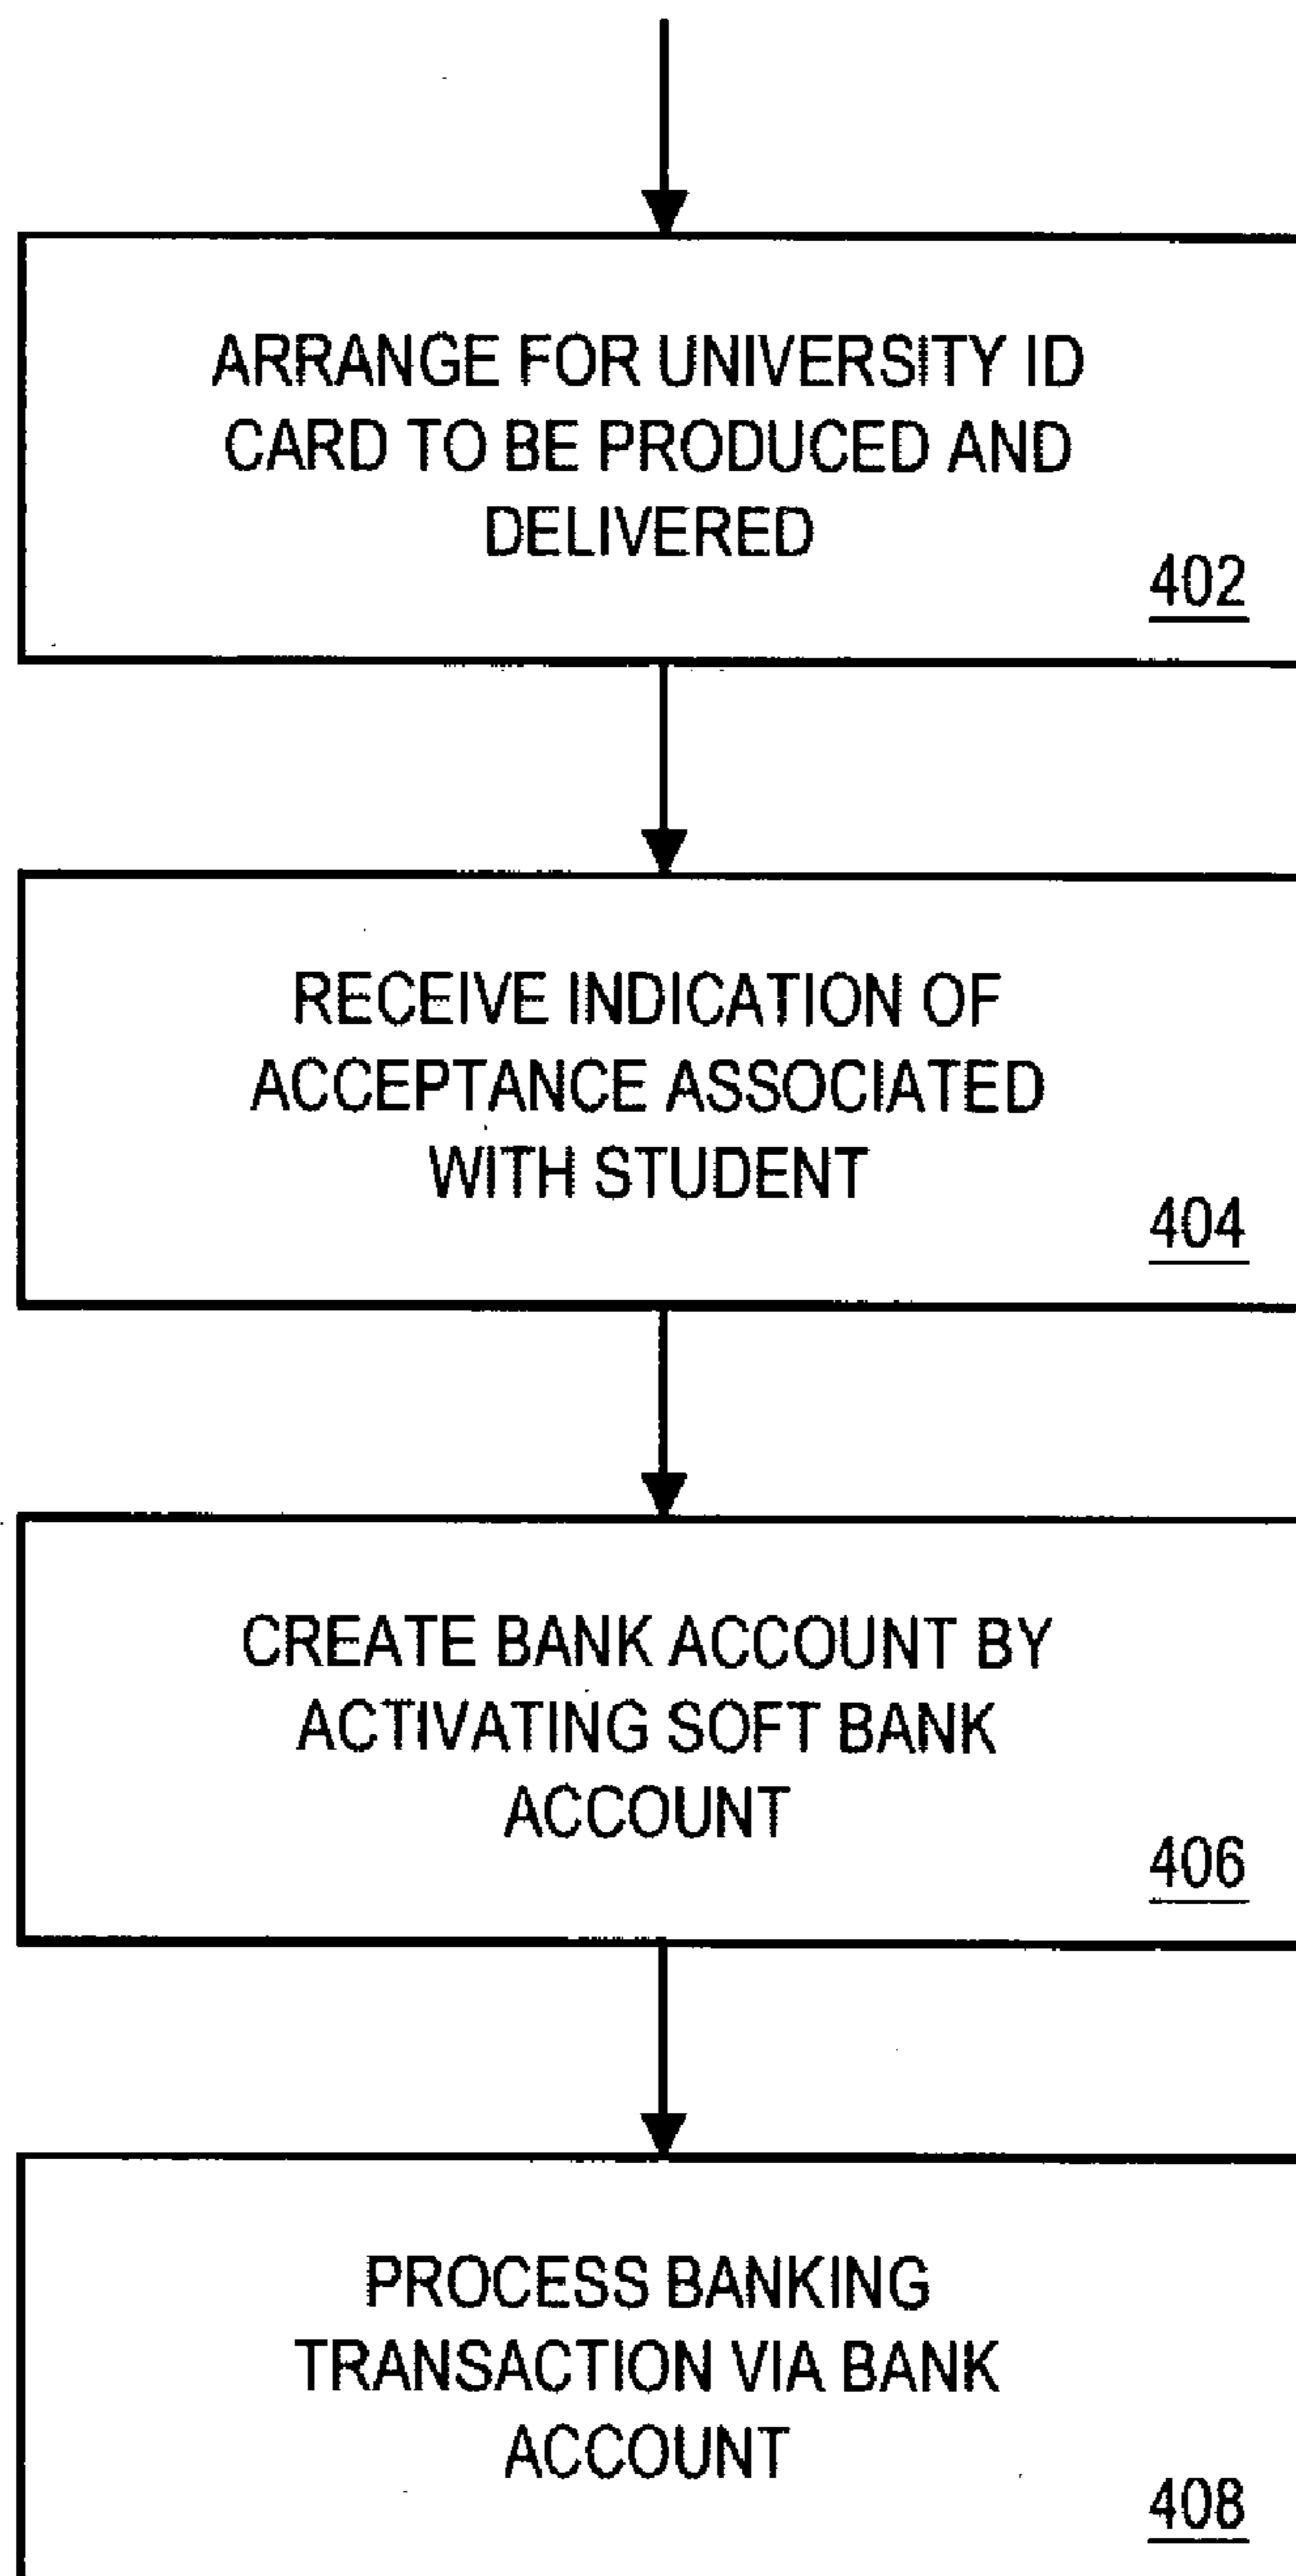 ARRANGE FOR UNIVERSITY ID
CARD TO BE PRODUCED AND
DELIVERED
402
RECEIVE INDICATION OF
ACCEPTANCE ASSOCIATED
WITH STUDENT
404
CREATE BANK ACCOUNT BY
ACTIVATING SOFT BANK
ACCOUNT
406
PROCESS BANKING
TRANSACTION VIA BANK
ACCOUNT
408